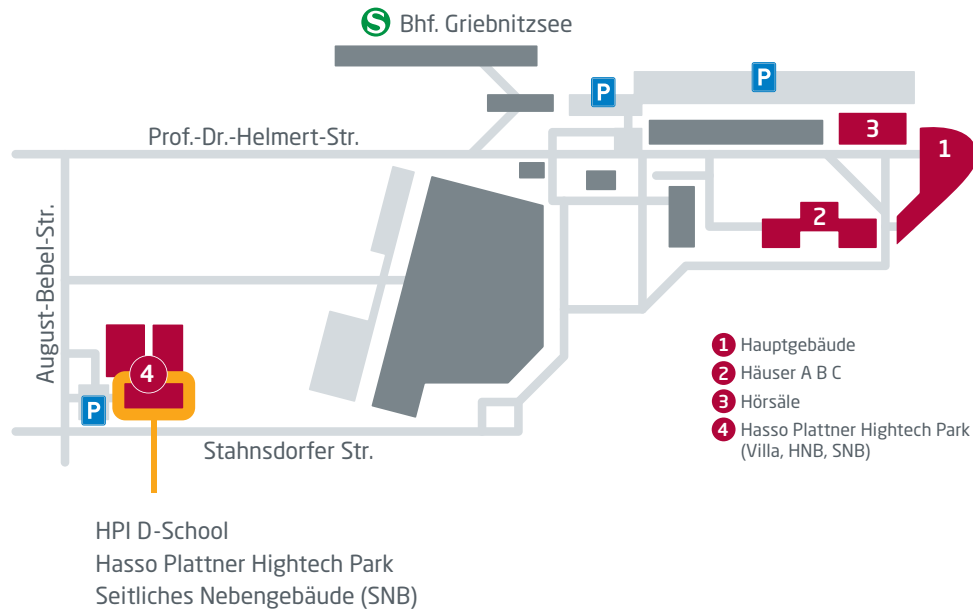 S Bhf. Griebnitzsee
P
P
Prof.-Dr.-Helmert-Str.
3
1
2
August-Bebel-Str.
4
P
Stahnsdorfer Str.
1 Hauptgebäude
2 Häuser A B C
3 Hörsäle
4 Hasso Plattner Hightech Park
(Villa, HNB, SNB)
HPI D-School
Hasso Plattner Hightech Park
Seitliches Nebengebäude (SNB)